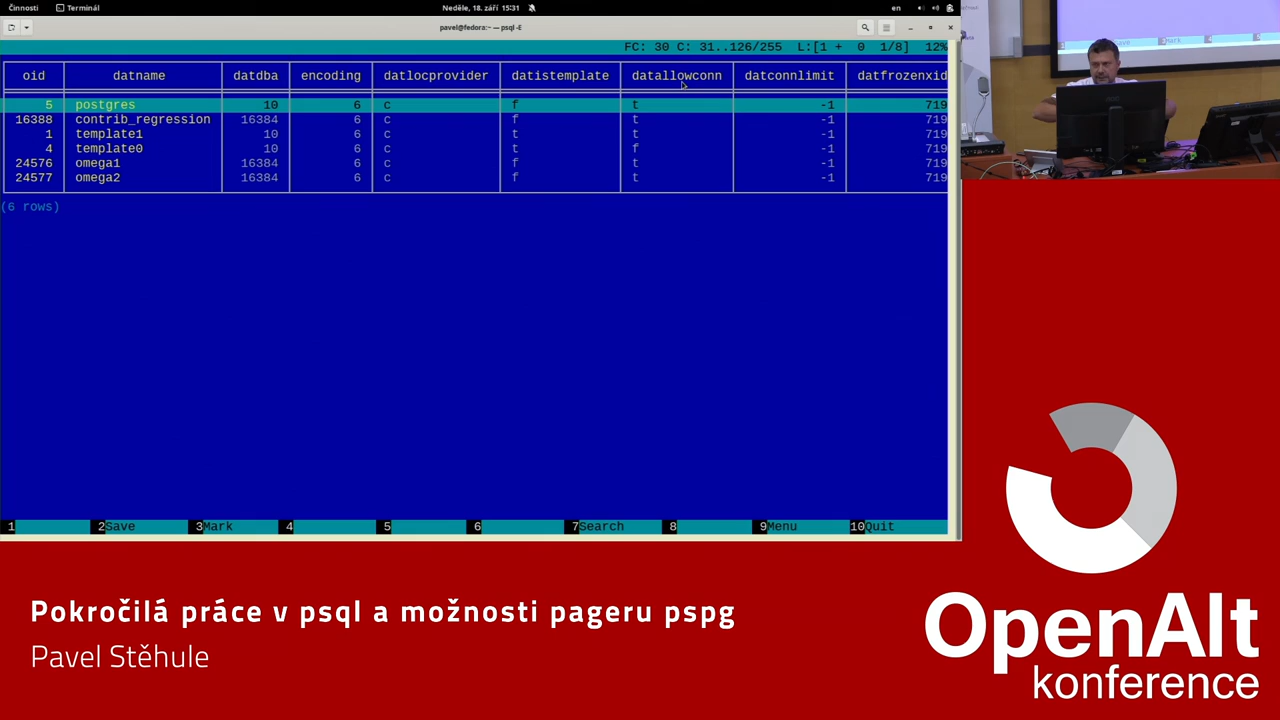 Činnosti Terminál Neděle, 18. září 15:31 en
pavel@fedora:~ — psql -E
FC: 30 C: 31..126/255 L:[1 + 0 1/8] 12%
oid datname datdba encoding datlocprovider datistemplate datallowconn datconnlimit datfrozenxid
5 postgres 10 6 c f t -1 719
16388 contrib_regression 16384 6 c f t -1 719
1 template1 10 6 c t t -1 719
4 template0 10 6 c t f -1 719
24576 omega1 16384 6 c f t -1 719
24577 omega2 16384 6 c f t -1 719
(6 rows)
1 2Save 3Mark 4 5 6 7Search 8 9Menu 10Quit
Pokročilá práce v psql a možnosti pageru pspg
Pavel Stěhule
OpenAlt
konference